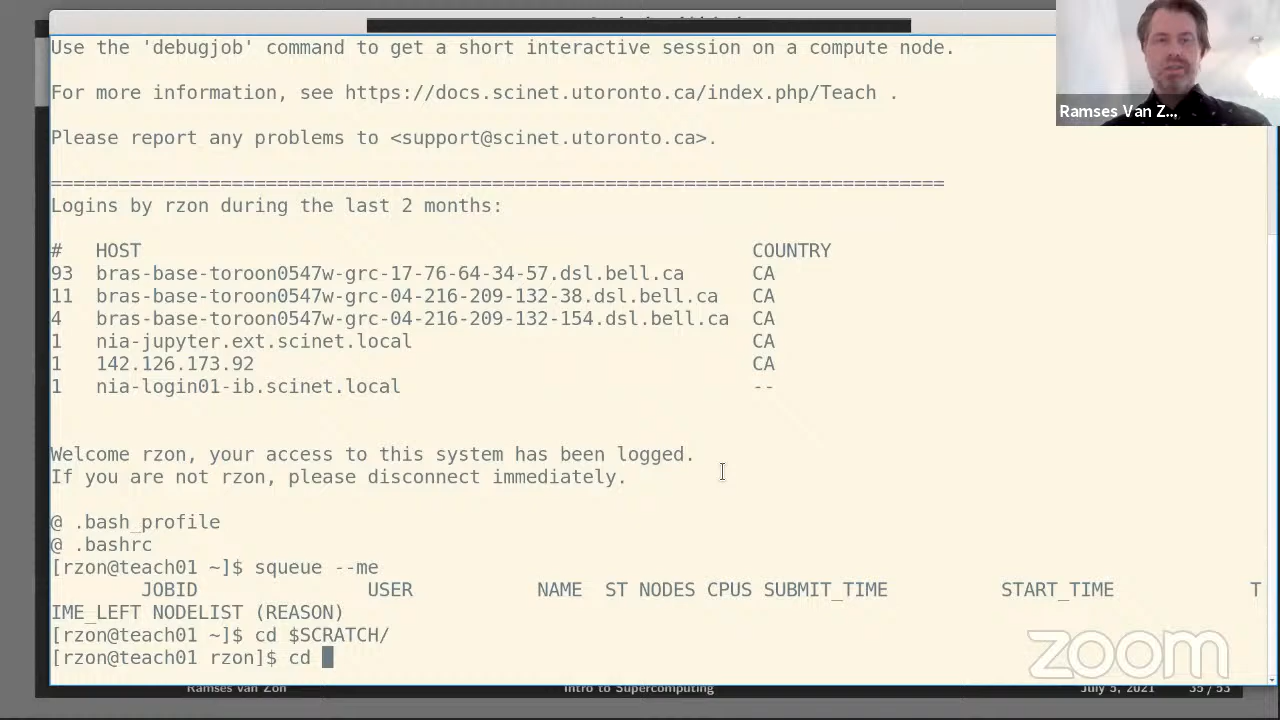 Use the 'debugjob' command to get a short interactive session on a compute node.
For more information, see https://docs.scinet.utoronto.ca/index.php/Teach .
Ramses Van Z...
Please report any problems to <support@scinet.utoronto.ca>.
===============================================================================
Logins by rzon during the last 2 months:
# HOST COUNTRY
93 bras-base-toroon0547w-grc-17-76-64-34-57.dsl.bell.ca CA
11 bras-base-toroon0547w-grc-04-216-209-132-38.dsl.bell.ca CA
4 bras-base-toroon0547w-grc-04-216-209-132-154.dsl.bell.ca CA
1 nia-jupyter.ext.scinet.local CA
1 142.126.173.92 CA
1 nia-login01-ib.scinet.local --
Welcome rzon, your access to this system has been logged.
If you are not rzon, please disconnect immediately.
@ .bash_profile
@ .bashrc
[rzon@teach01 ~]$ squeue --me
JOBID USER NAME ST NODES CPUS SUBMIT_TIME START_TIME T
IME_LEFT NODELIST (REASON)
[rzon@teach01 ~]$ cd $SCRATCH/
[rzon@teach01 rzon]$ cd
zoom
Ramses van Zon Intro to Supercomputing July 5, 2021 35 / 53